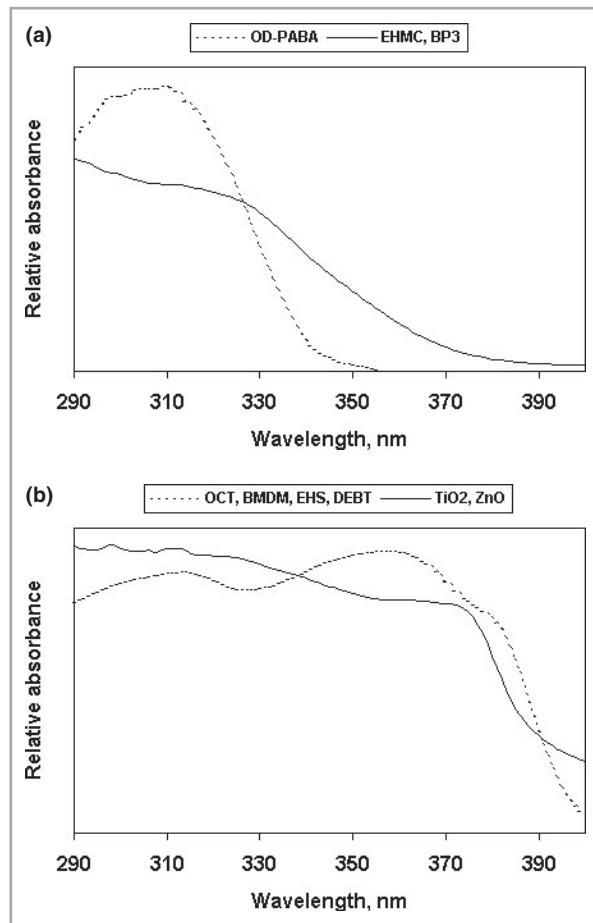 (a)
OD-PABA EHMC, BP3
Relative absorbance
290 310 330 350 370 390
Wavelength, nm
(b)
OCT, BMDM, EHS, DEBT TiO2, ZnO
Relative absorbance
290 310 330 350 370 390
Wavelength, nm